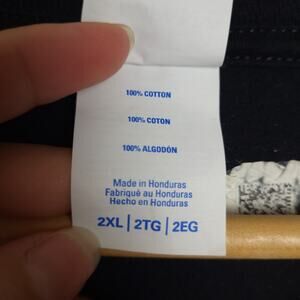 100% COTTON
100% COTON
100% ALGODÓN
Made in Honduras
Fabriqué au Honduras
Hecho en Honduras
2XL | 2TG | 2EG